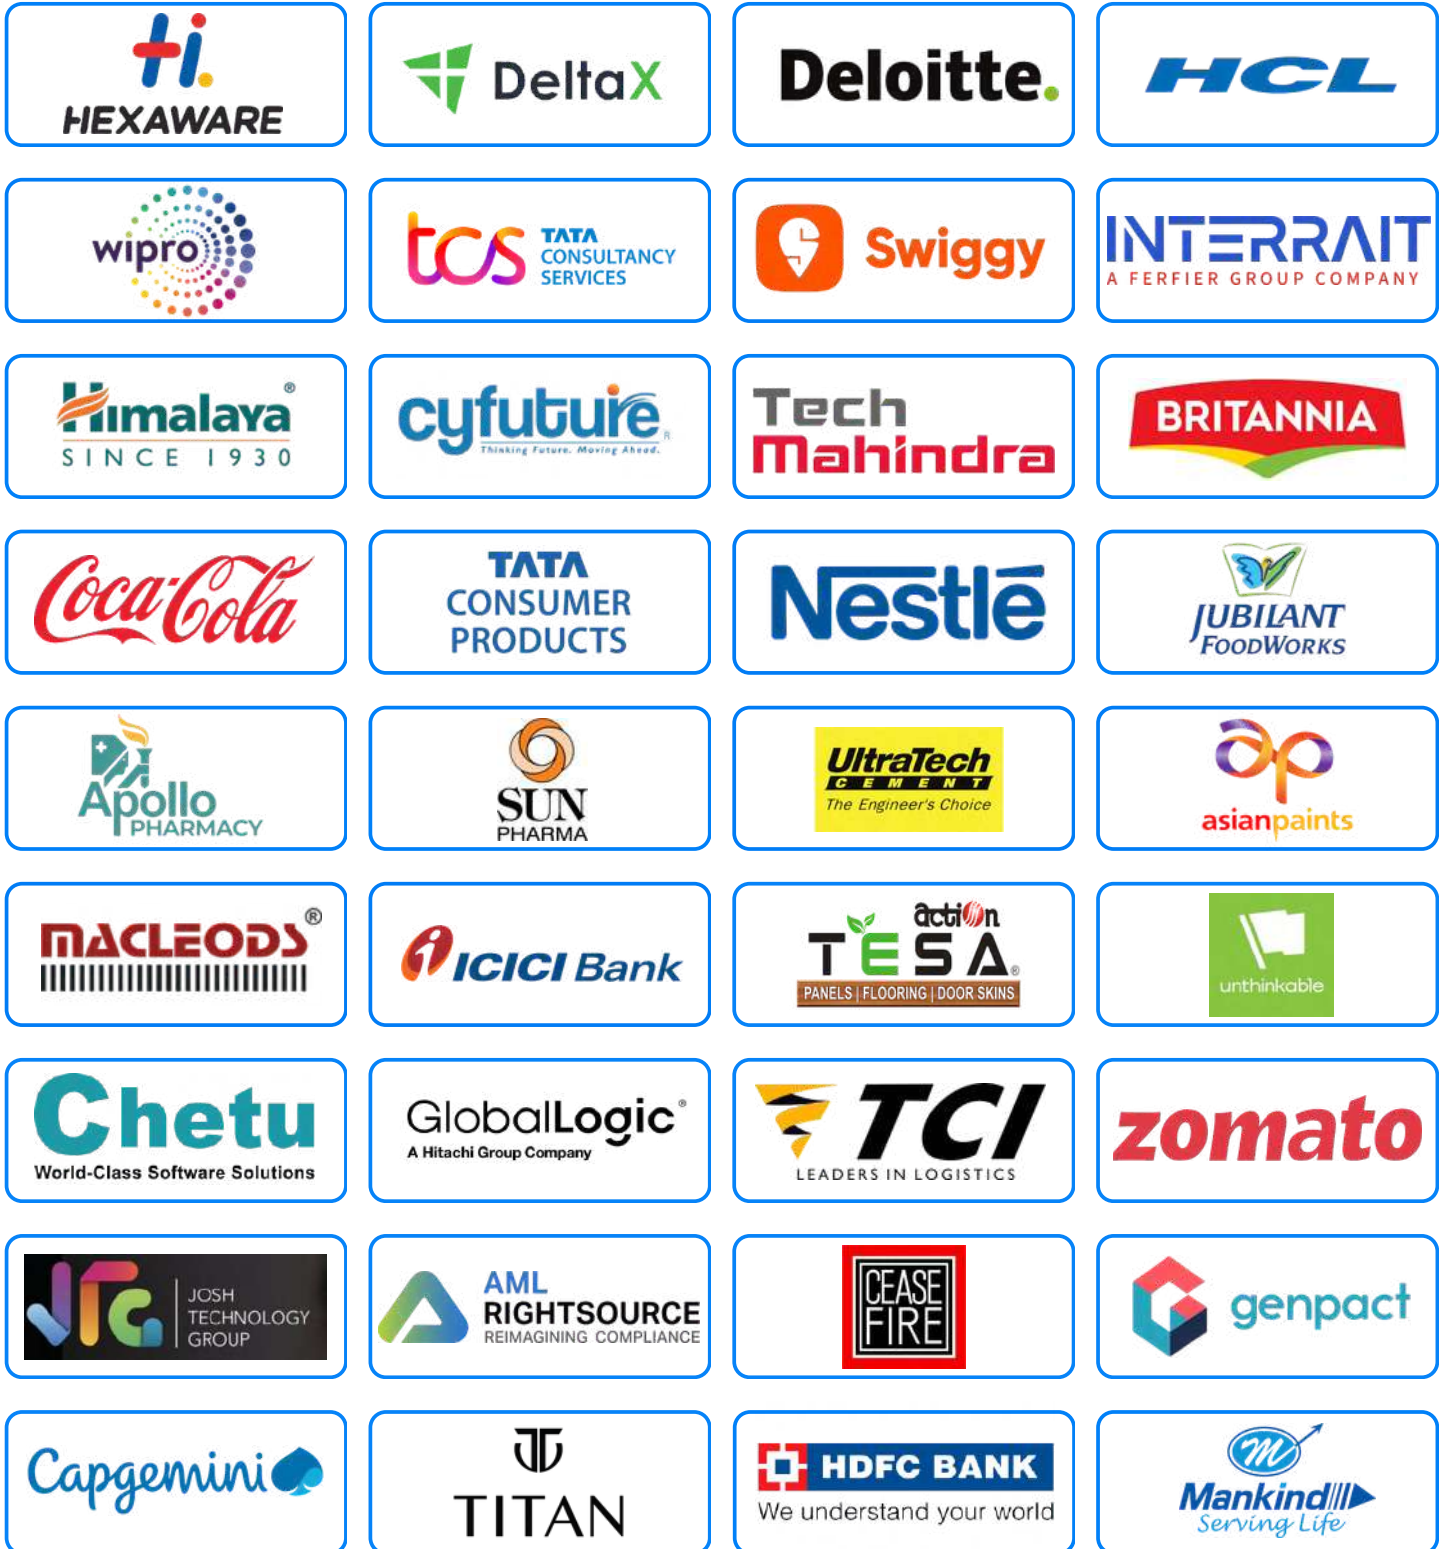 Hi
HEXAWARE
DeltaX
Deloitte.
HCL
wipro
tcs TATA
CONSULTANCY
SERVICES
Swiggy
INTERRAIT
A FERFIER GROUP COMPANY
Himalaya®
SINCE 1930
cyfuture®
Thinking Future. Moving Ahead.
Tech
Mahindra
BRITANNIA
Coca-Cola
TATA
CONSUMER
PRODUCTS
Nestlé
JUBILANT
FOODWORKS
Apollo
PHARMACY
SUN
PHARMA
UltraTech
CEMENT
The Engineer's Choice
ap
asianpaints
MACLEODS®
i ICICI Bank
action
TESA®
PANELS | FLOORING | DOOR SKINS
unthinkable
Chetu
World-Class Software Solutions
GlobalLogic®
A Hitachi Group Company
TCI
LEADERS IN LOGISTICS
zomato
JTG JOSH
TECHNOLOGY
GROUP
AML
RIGHTSOURCE
REIMAGINING COMPLIANCE
CEASE
FIRE
genpact
Capgemini
TITAN
HDFC BANK
We understand your world
m
Mankind
Serving Life